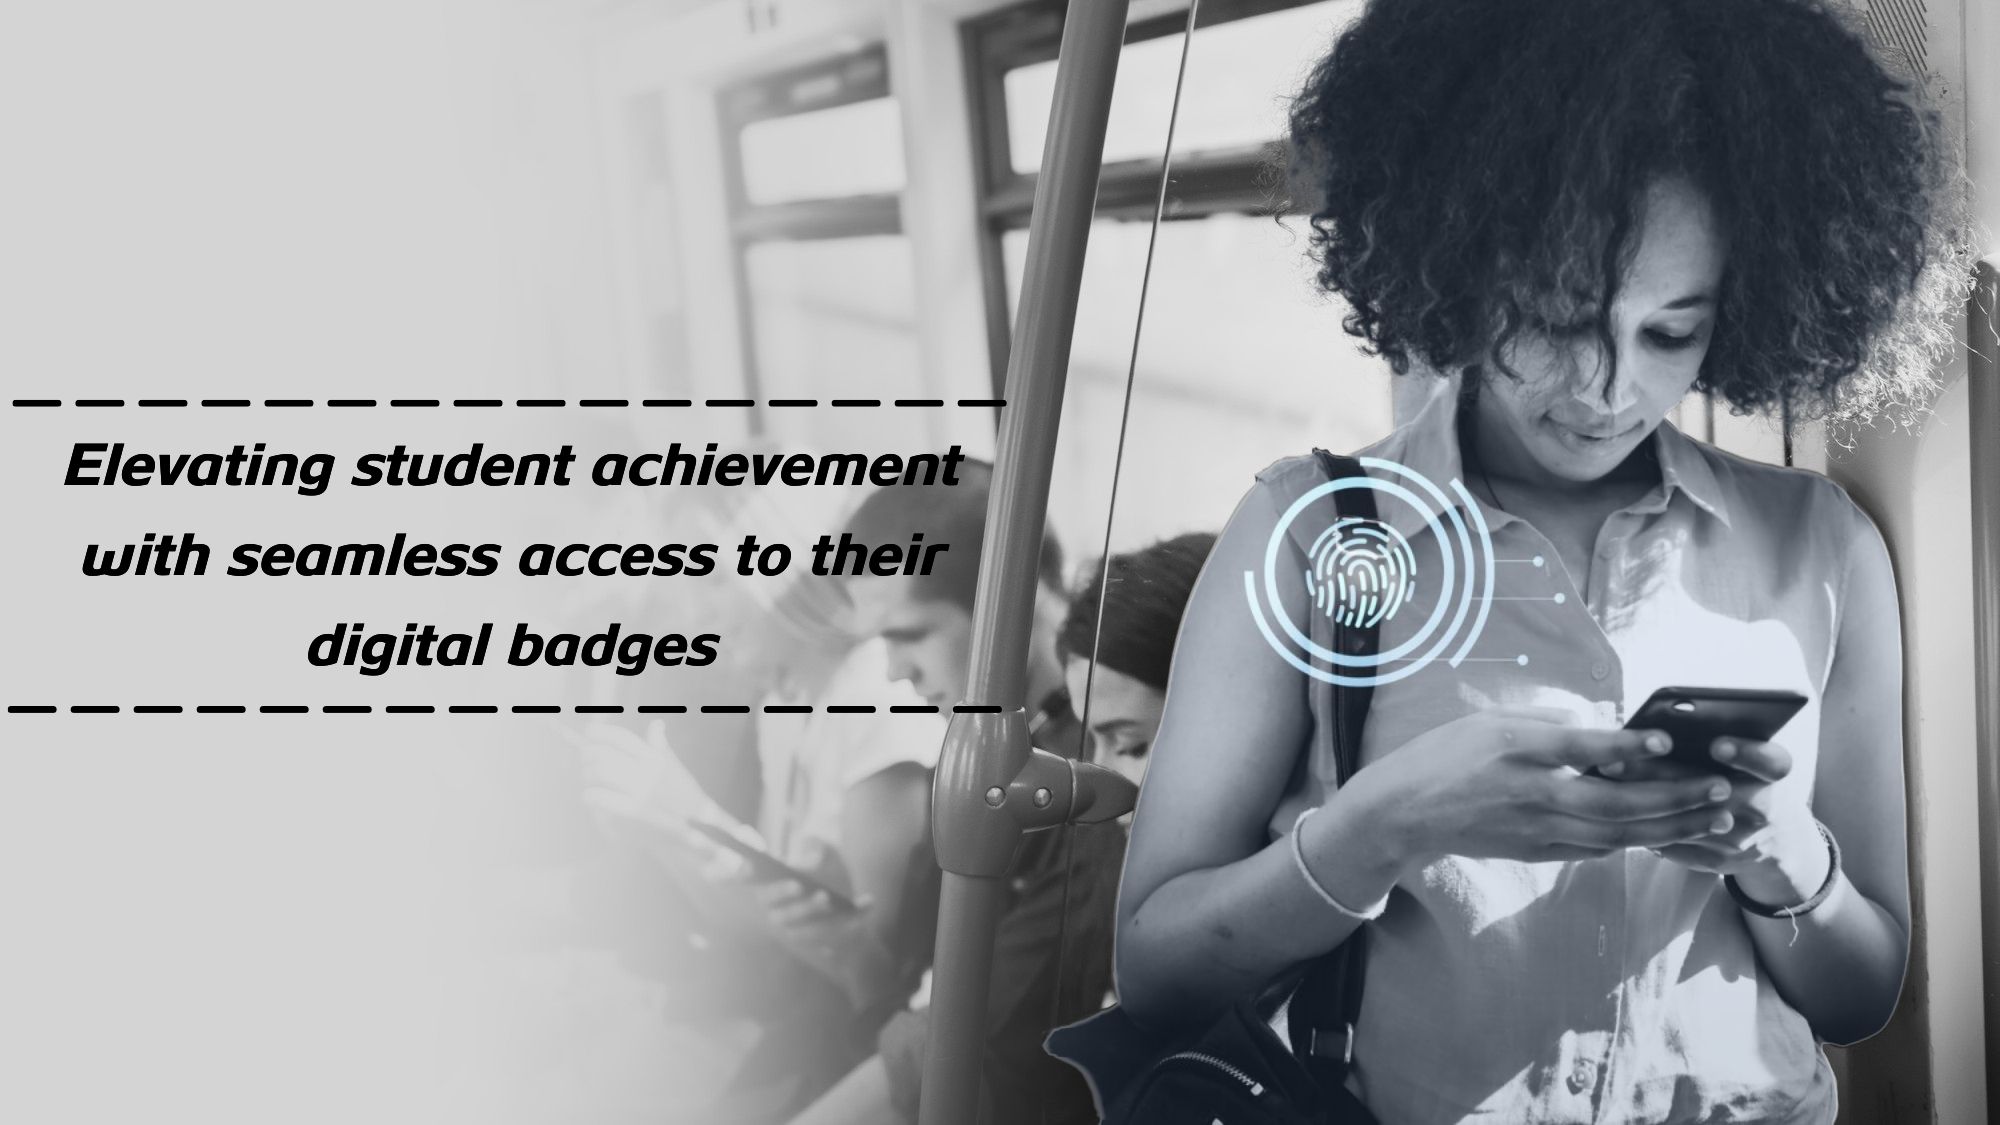 Elevating student achievement
with seamless access to their
digital badges